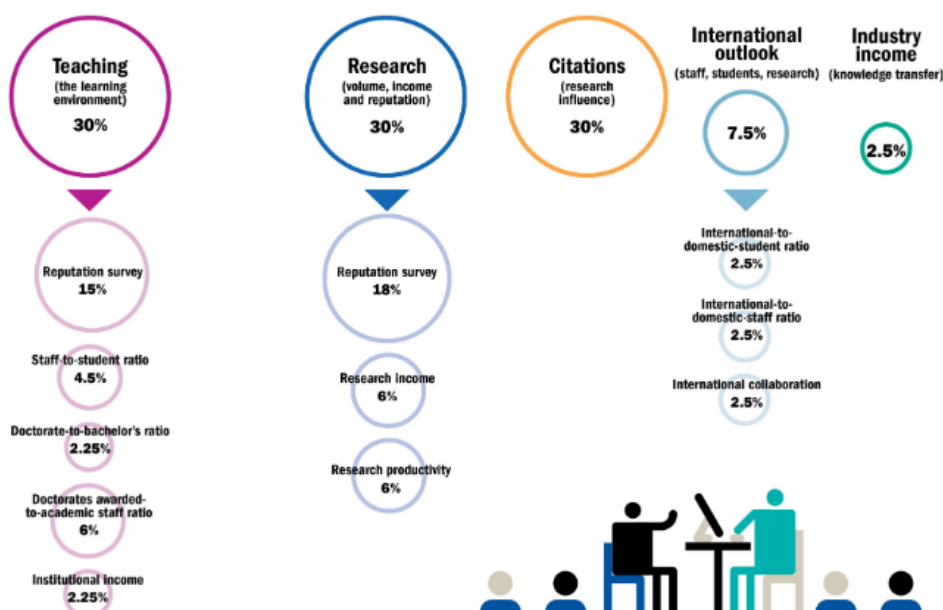 Teaching
(the learning
environment)
30%
Reputation survey
15%
Staff-to-student ratio
4.5%
Doctorate-to-bachelor's ratio
2.25%
Doctorates awarded-
to-academic staff ratio
6%
Institutional income
2.25%
Research
(volume, income
and reputation)
30%
Reputation survey
18%
Research income
6%
Research productivity
6%
Citations
(research
influence)
30%
International
outlook
(staff, students, research)
7.5%
International-to-
domestic-student ratio
2.5%
International-to-
domestic-staff ratio
2.5%
International collaboration
2.5%
Industry
income
(knowledge transfer)
2.5%